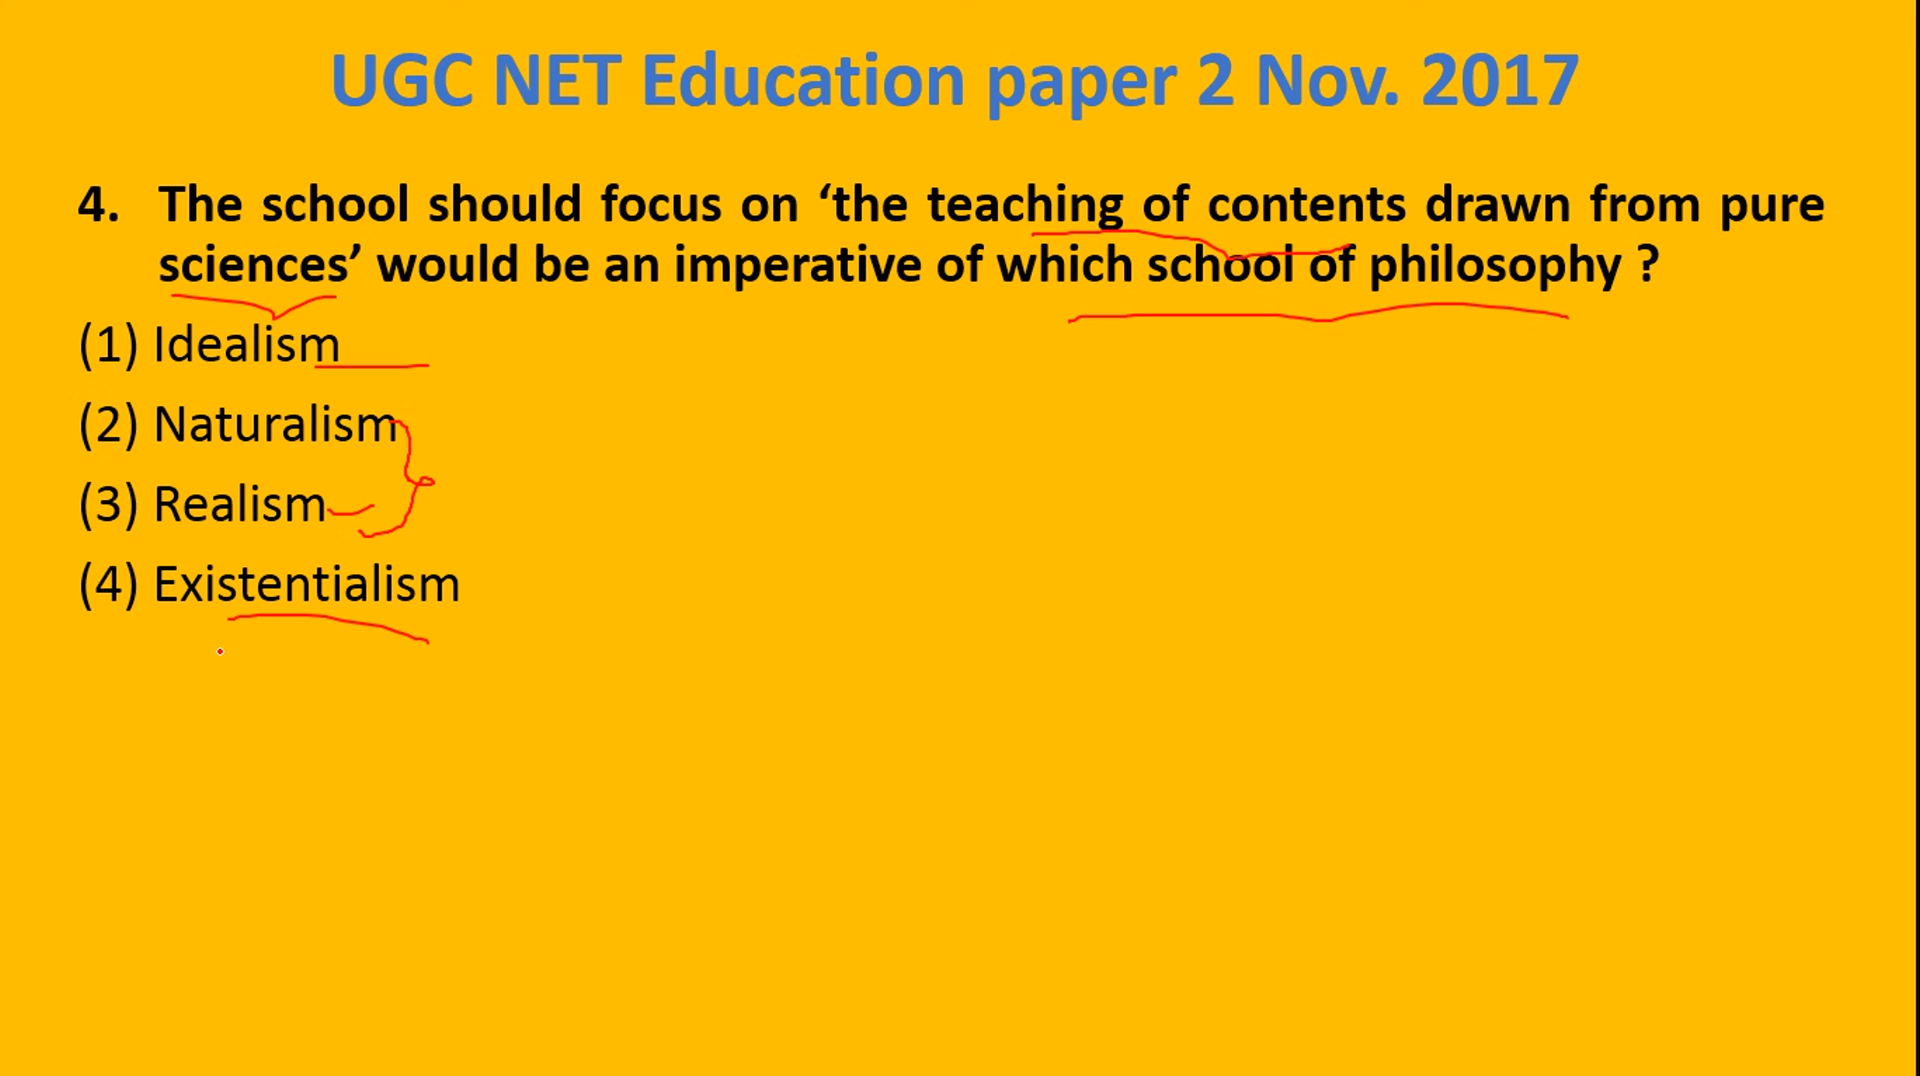 UGC NET Education paper 2 Nov. 2017
4. The school should focus on ‘the teaching of contents drawn from pure
sciences’ would be an imperative of which school of philosophy ?
(1) Idealism
(2) Naturalism
(3) Realism
(4) Existentialism